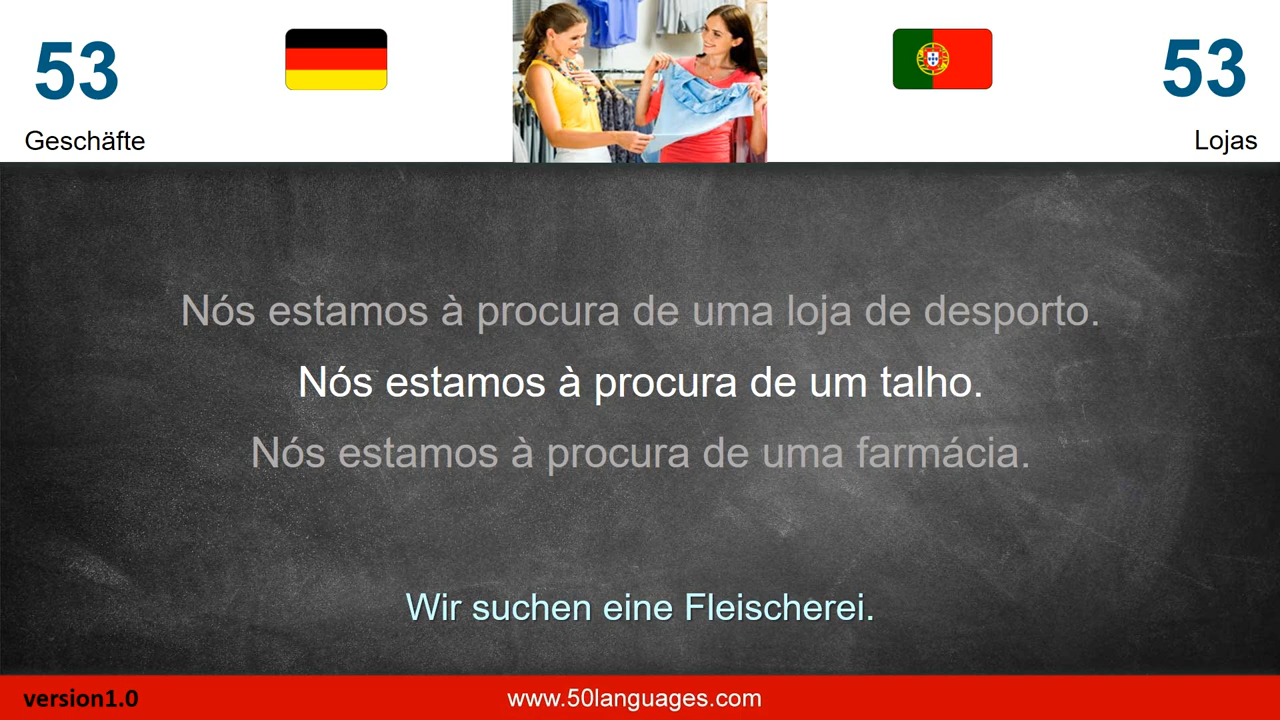 53
53
Geschäfte
Lojas
Nós estamos à procura de uma loja de desporto.
Nós estamos à procura de um talho.
Nós estamos à procura de uma farmácia.
Wir suchen eine Fleischerei.
version1.0
www.50languages.com